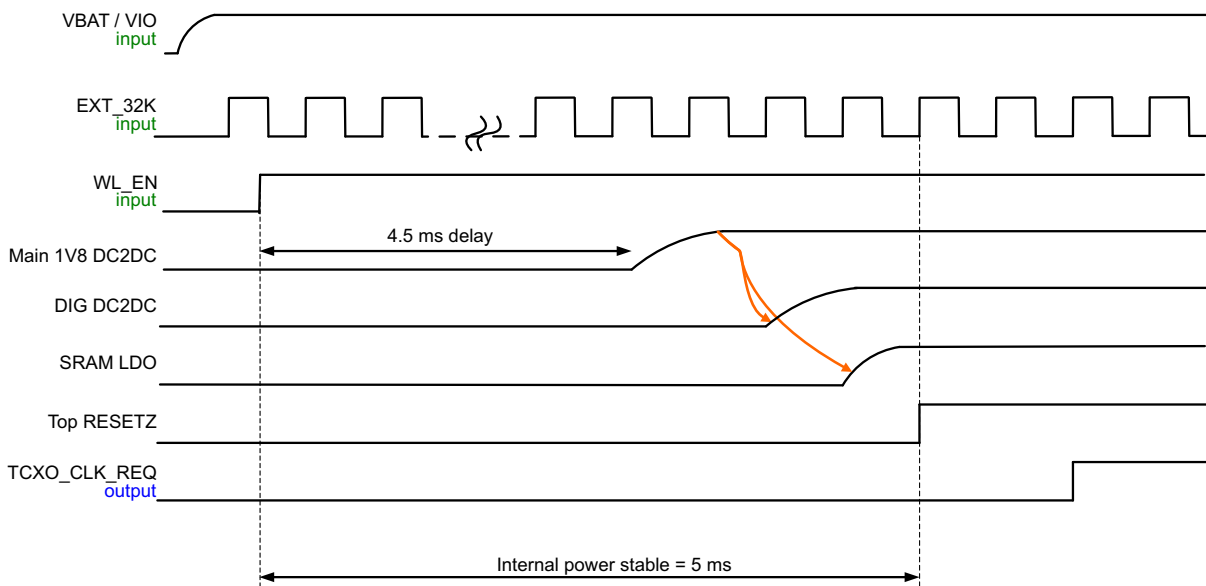 VBAT / VIO
input
EXT_32K
input
WL_EN
input
4.5 ms delay
Main 1V8 DC2DC
DIG DC2DC
SRAM LDO
Top RESETZ
TCXO_CLK_REQ
output
Internal power stable = 5 ms